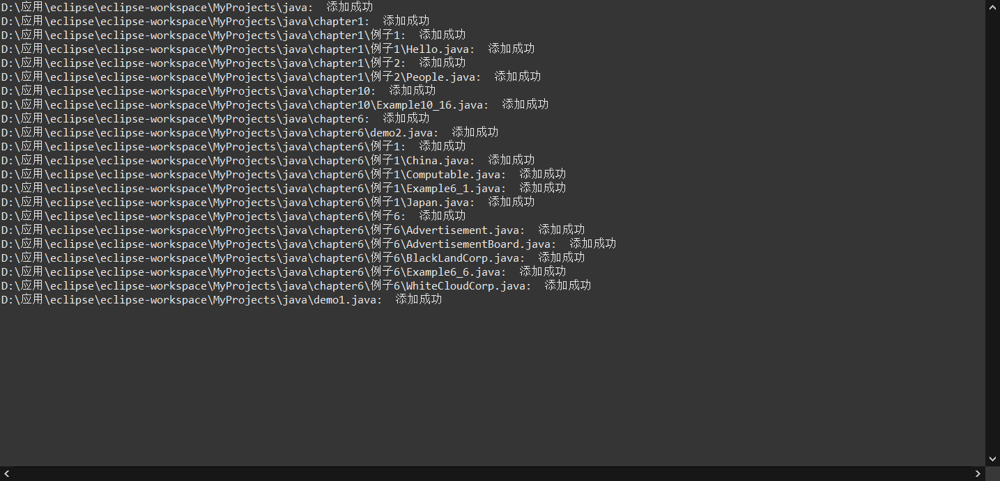 D:\应用\eclipse\eclipse-workspace\MyProjects\java:  添加成功
D:\应用\eclipse\eclipse-workspace\MyProjects\java\chapter1:  添加成功
D:\应用\eclipse\eclipse-workspace\MyProjects\java\chapter1\例子1:  添加成功
D:\应用\eclipse\eclipse-workspace\MyProjects\java\chapter1\例子1\Hello.java:  添加成功
D:\应用\eclipse\eclipse-workspace\MyProjects\java\chapter1\例子2:  添加成功
D:\应用\eclipse\eclipse-workspace\MyProjects\java\chapter1\例子2\People.java:  添加成功
D:\应用\eclipse\eclipse-workspace\MyProjects\java\chapter10:  添加成功
D:\应用\eclipse\eclipse-workspace\MyProjects\java\chapter10\Example10_16.java:  添加成功
D:\应用\eclipse\eclipse-workspace\MyProjects\java\chapter6:  添加成功
D:\应用\eclipse\eclipse-workspace\MyProjects\java\chapter6\demo2.java:  添加成功
D:\应用\eclipse\eclipse-workspace\MyProjects\java\chapter6\例子1:  添加成功
D:\应用\eclipse\eclipse-workspace\MyProjects\java\chapter6\例子1\China.java:  添加成功
D:\应用\eclipse\eclipse-workspace\MyProjects\java\chapter6\例子1\Computable.java:  添加成功
D:\应用\eclipse\eclipse-workspace\MyProjects\java\chapter6\例子1\Example6_1.java:  添加成功
D:\应用\eclipse\eclipse-workspace\MyProjects\java\chapter6\例子1\Japan.java:  添加成功
D:\应用\eclipse\eclipse-workspace\MyProjects\java\chapter6\例子6:  添加成功
D:\应用\eclipse\eclipse-workspace\MyProjects\java\chapter6\例子6\Advertisement.java:  添加成功
D:\应用\eclipse\eclipse-workspace\MyProjects\java\chapter6\例子6\AdvertisementBoard.java:  添加成功
D:\应用\eclipse\eclipse-workspace\MyProjects\java\chapter6\例子6\BlackLandCorp.java:  添加成功
D:\应用\eclipse\eclipse-workspace\MyProjects\java\chapter6\例子6\Example6_6.java:  添加成功
D:\应用\eclipse\eclipse-workspace\MyProjects\java\chapter6\例子6\WhiteCloudCorp.java:  添加成功
D:\应用\eclipse\eclipse-workspace\MyProjects\java\demo1.java:  添加成功